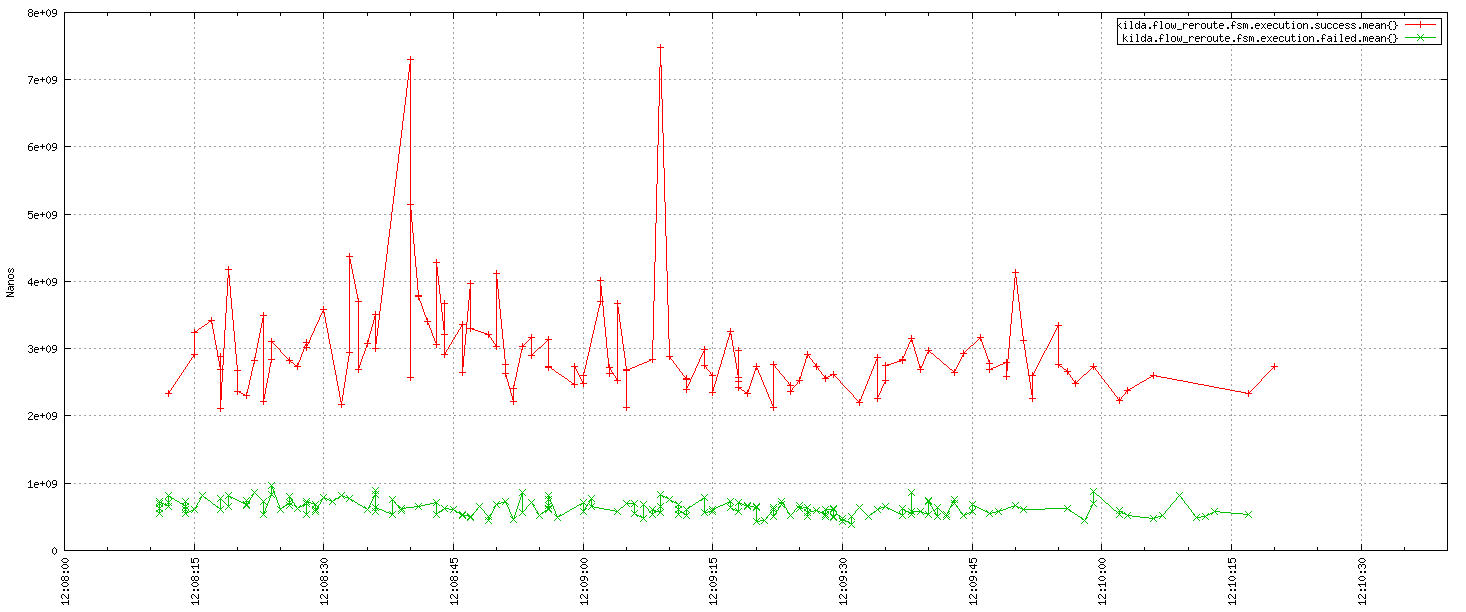 8e+09
7e+09
6e+09
5e+09
4e+09
3e+09
2e+09
1e+09
0
Nanos
kilda.flow_reroute.fsm.execution.success.mean{}
kilda.flow_reroute.fsm.execution.failed.mean{}
12:08:00
12:08:15
12:08:30
12:08:45
12:09:00
12:09:15
12:09:30
12:09:45
12:10:00
12:10:15
12:10:30